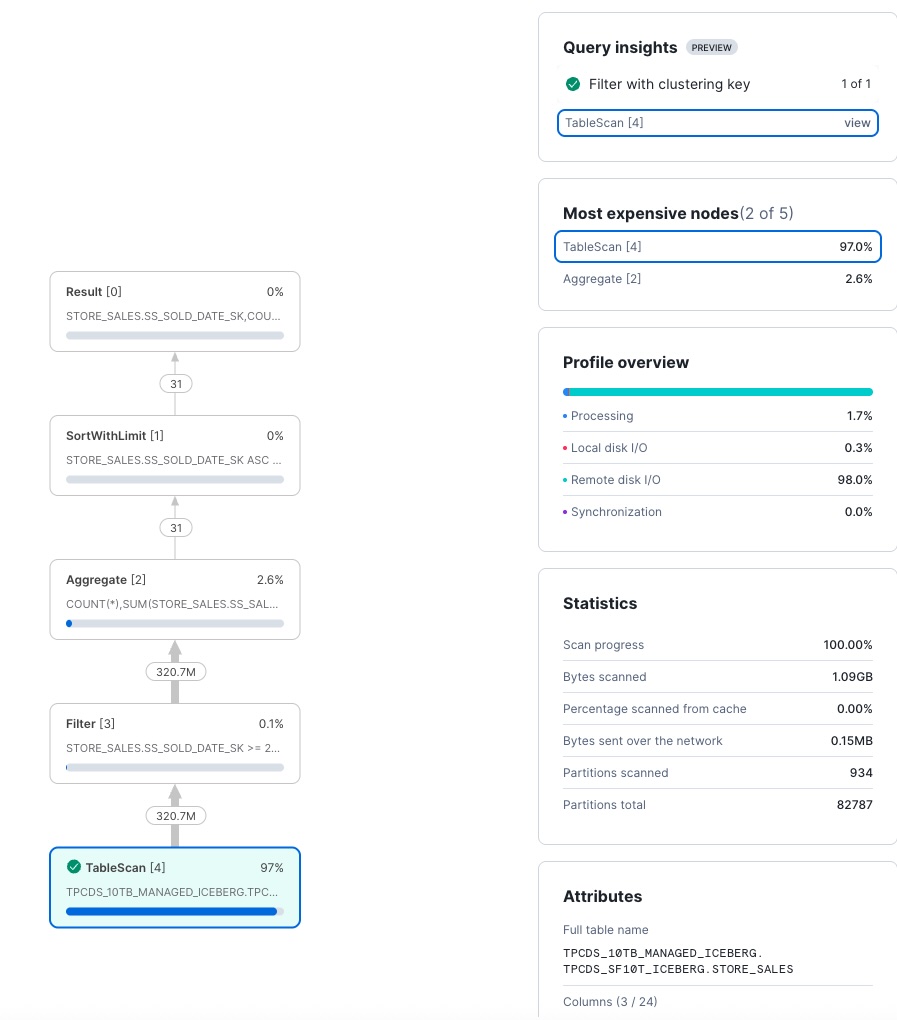 Query insights PREVIEW
Filter with clustering key 1 of 1
TableScan [4] view
Most expensive nodes(2 of 5)
TableScan [4] 97.0%
Aggregate [2] 2.6%
Profile overview
Processing 1.7%
Local disk I/O 0.3%
Remote disk I/O 98.0%
Synchronization 0.0%
Statistics
Scan progress 100.00%
Bytes scanned 1.09GB
Percentage scanned from cache 0.00%
Bytes sent over the network 0.15MB
Partitions scanned 934
Partitions total 82787
Attributes
Full table name
TPCDS_10TB_MANAGED_ICEBERG.
TPCDS_SF10T_ICEBERG.STORE_SALES
Columns (3 / 24)
Result [0] 0%
STORE_SALES.SS_SOLD_DATE_SK,COU...
31
SortWithLimit [1] 0%
STORE_SALES.SS_SOLD_DATE_SK ASC ...
31
Aggregate [2] 2.6%
COUNT(*),SUM(STORE_SALES.SS_SAL...
320.7M
Filter [3] 0.1%
STORE_SALES.SS_SOLD_DATE_SK >= 2...
320.7M
TableScan [4] 97%
TPCDS_10TB_MANAGED_ICEBERG.TPC...